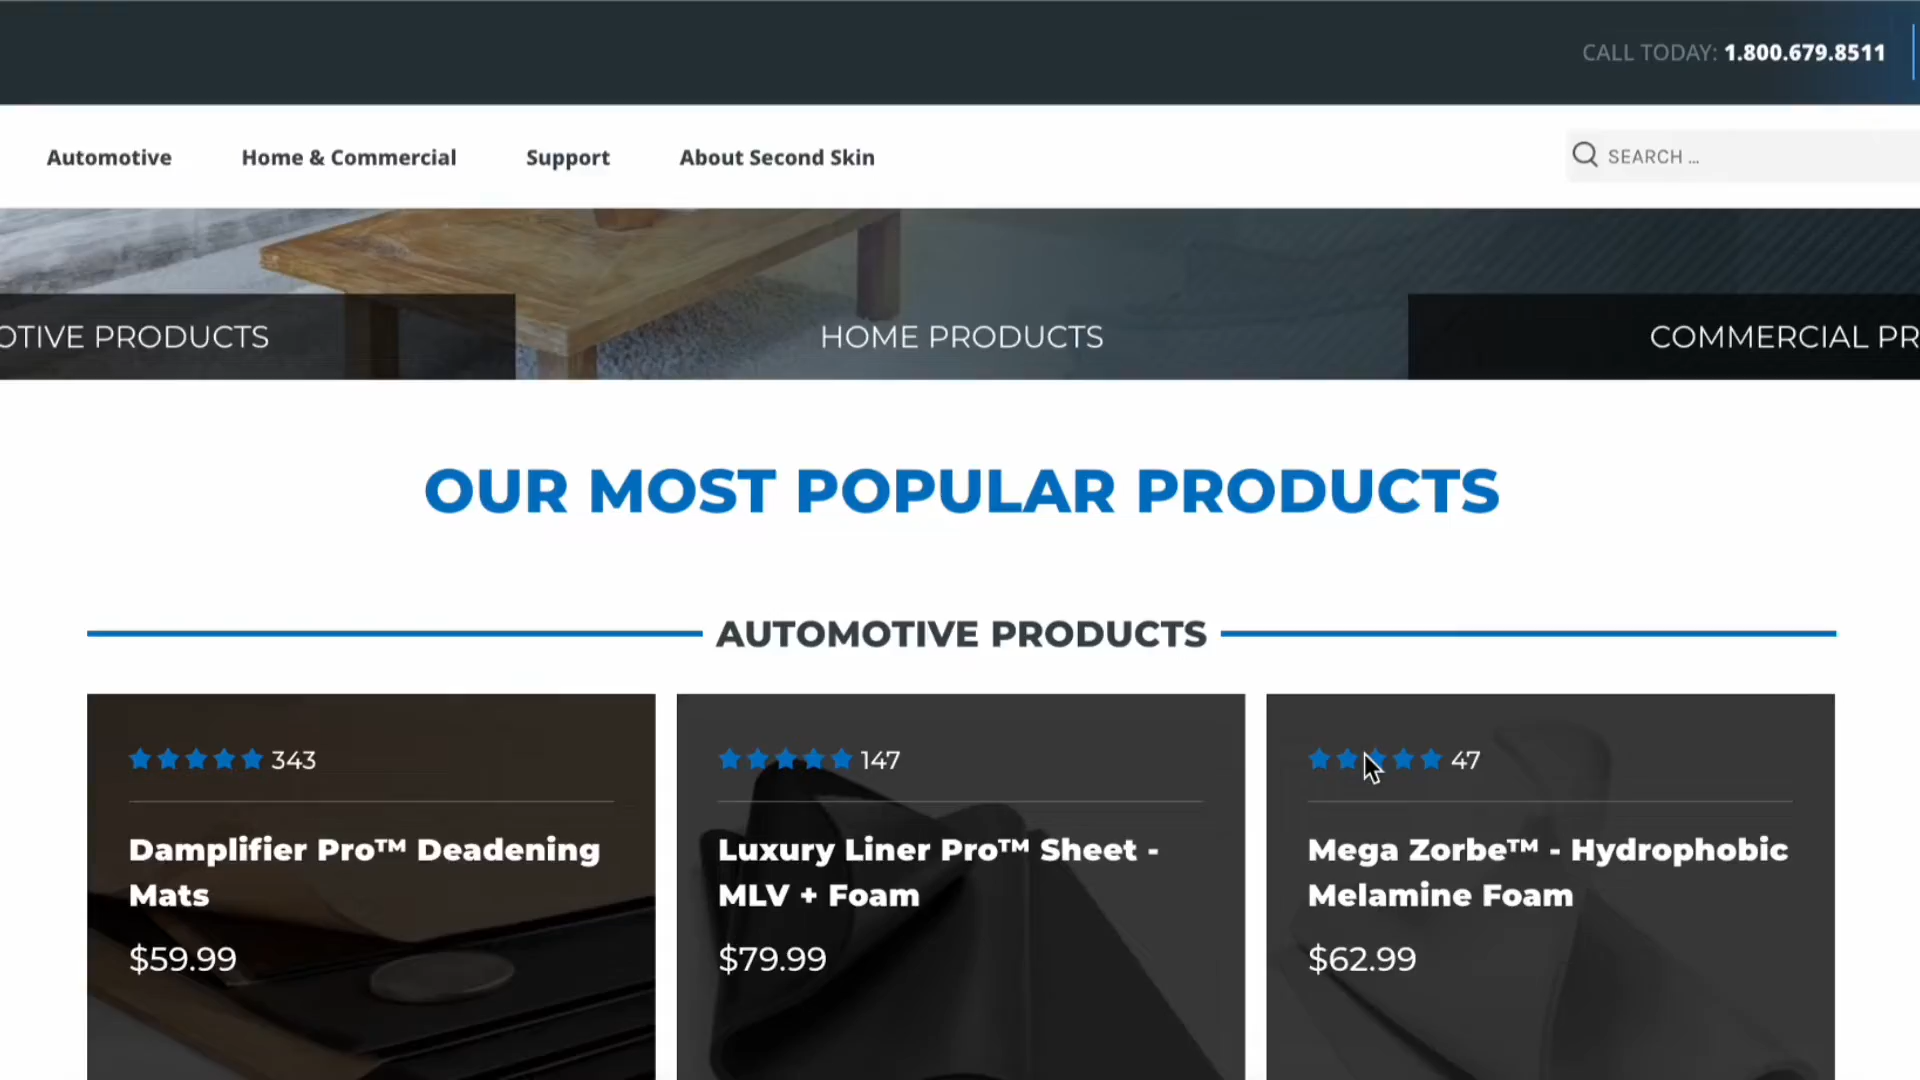 CALL TODAY: 1.800.679.8511
Automotive Home & Commercial Support About Second Skin SEARCH ...
OTIVE PRODUCTS HOME PRODUCTS COMMERCIAL PR
OUR MOST POPULAR PRODUCTS
AUTOMOTIVE PRODUCTS
343
Damplifier Pro™ Deadening
Mats
$59.99
147
Luxury Liner Pro™ Sheet -
MLV + Foam
$79.99
47
Mega Zorbe™ - Hydrophobic
Melamine Foam
$62.99